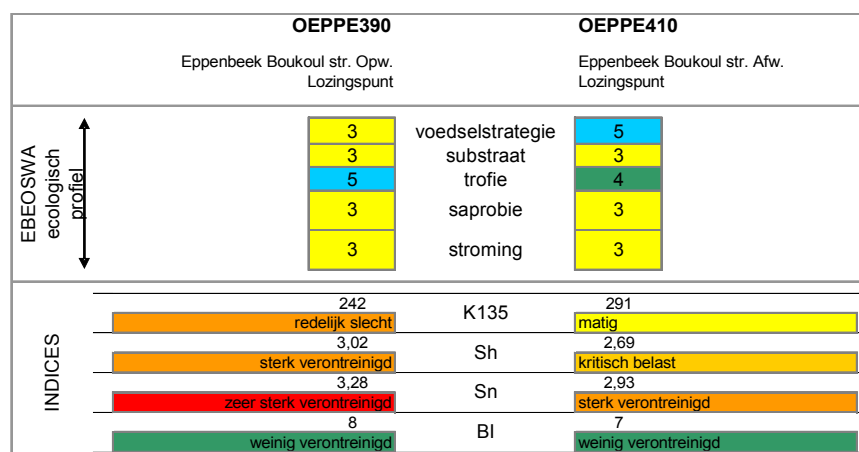 OEPPE390 OEPPE410
Eppenbeek Boukoul str. Opw. Eppenbeek Boukoul str. Afw.
Lozingspunt Lozingspunt
EBEOSWA
ecologisch
profiel
3 voedselstrategie 5
3 substraat 3
5 trofie 4
3 saprobie 3
3 stroming 3
INDICES
242 K135 291
redelijk slecht matig
3,02 Sh 2,69
sterk verontreinigd kritisch belast
3,28 Sn 2,93
zeer sterk verontreinigd sterk verontreinigd
8 BI 7
weinig verontreinigd weinig verontreinigd